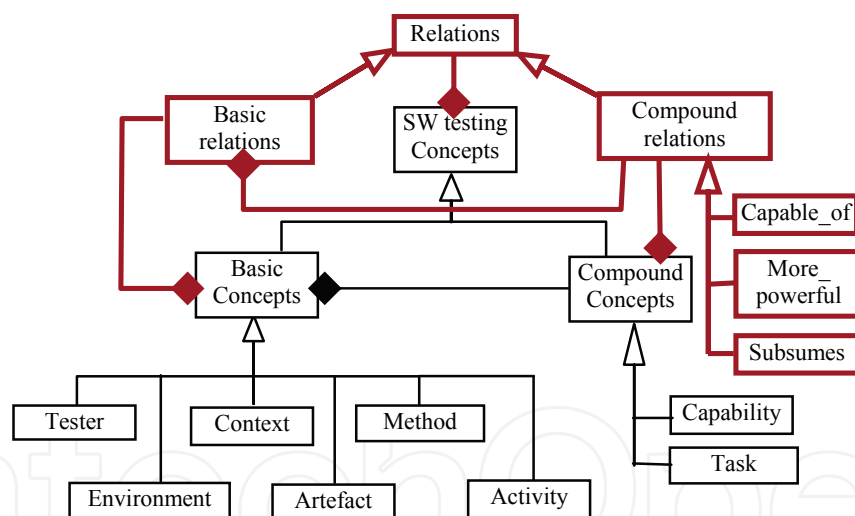 Relations
Basic
relations
SW testing
Concepts
Compound
relations
Capable_of
Basic
Concepts
Compound
Concepts
More_
powerful
Subsumes
Tester
Context
Method
Capability
Environment
Artefact
Activity
Task